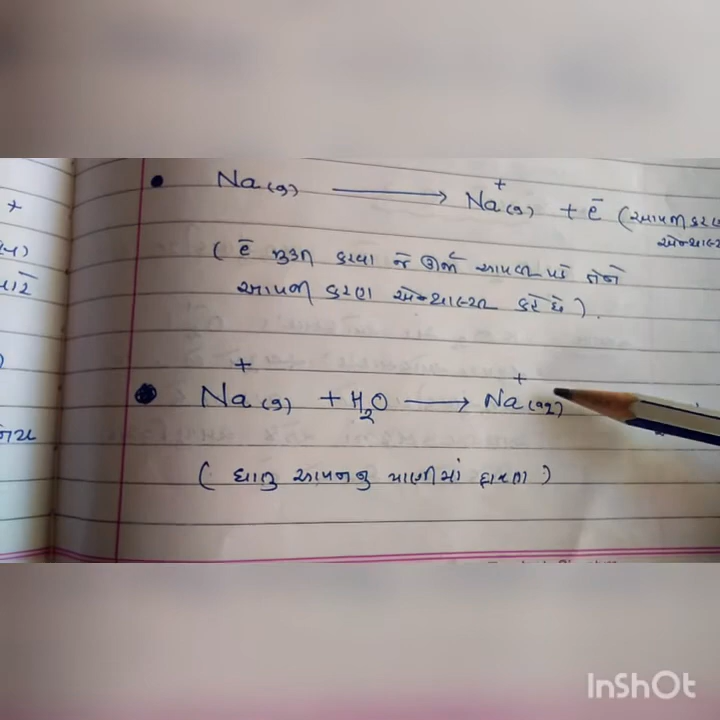 • Na(g) ⟶ Na⁺(g) + e̅ (આયનીકરણ
એન્થાલ્પી
( e̅ મુક્ત કરવા જે ઊર્જા આપવી પડે તેને
આયનીકરણ એન્થાલ્પી કહે છે ) .
• Na⁺(g) + H₂O ⟶ Na⁺(aq)
( ધાતુ આયનનું પાણીમાં દ્રાવણ )
InShOt